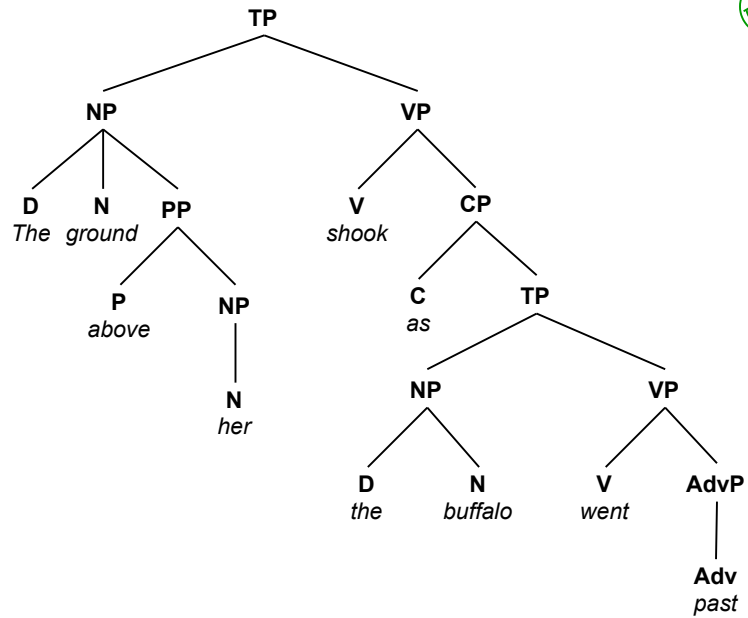 TP
NP VP
D N PP V CP
The ground shook
P NP C TP
above as
N NP VP
her
D N V AdvP
the buffalo went
Adv
past